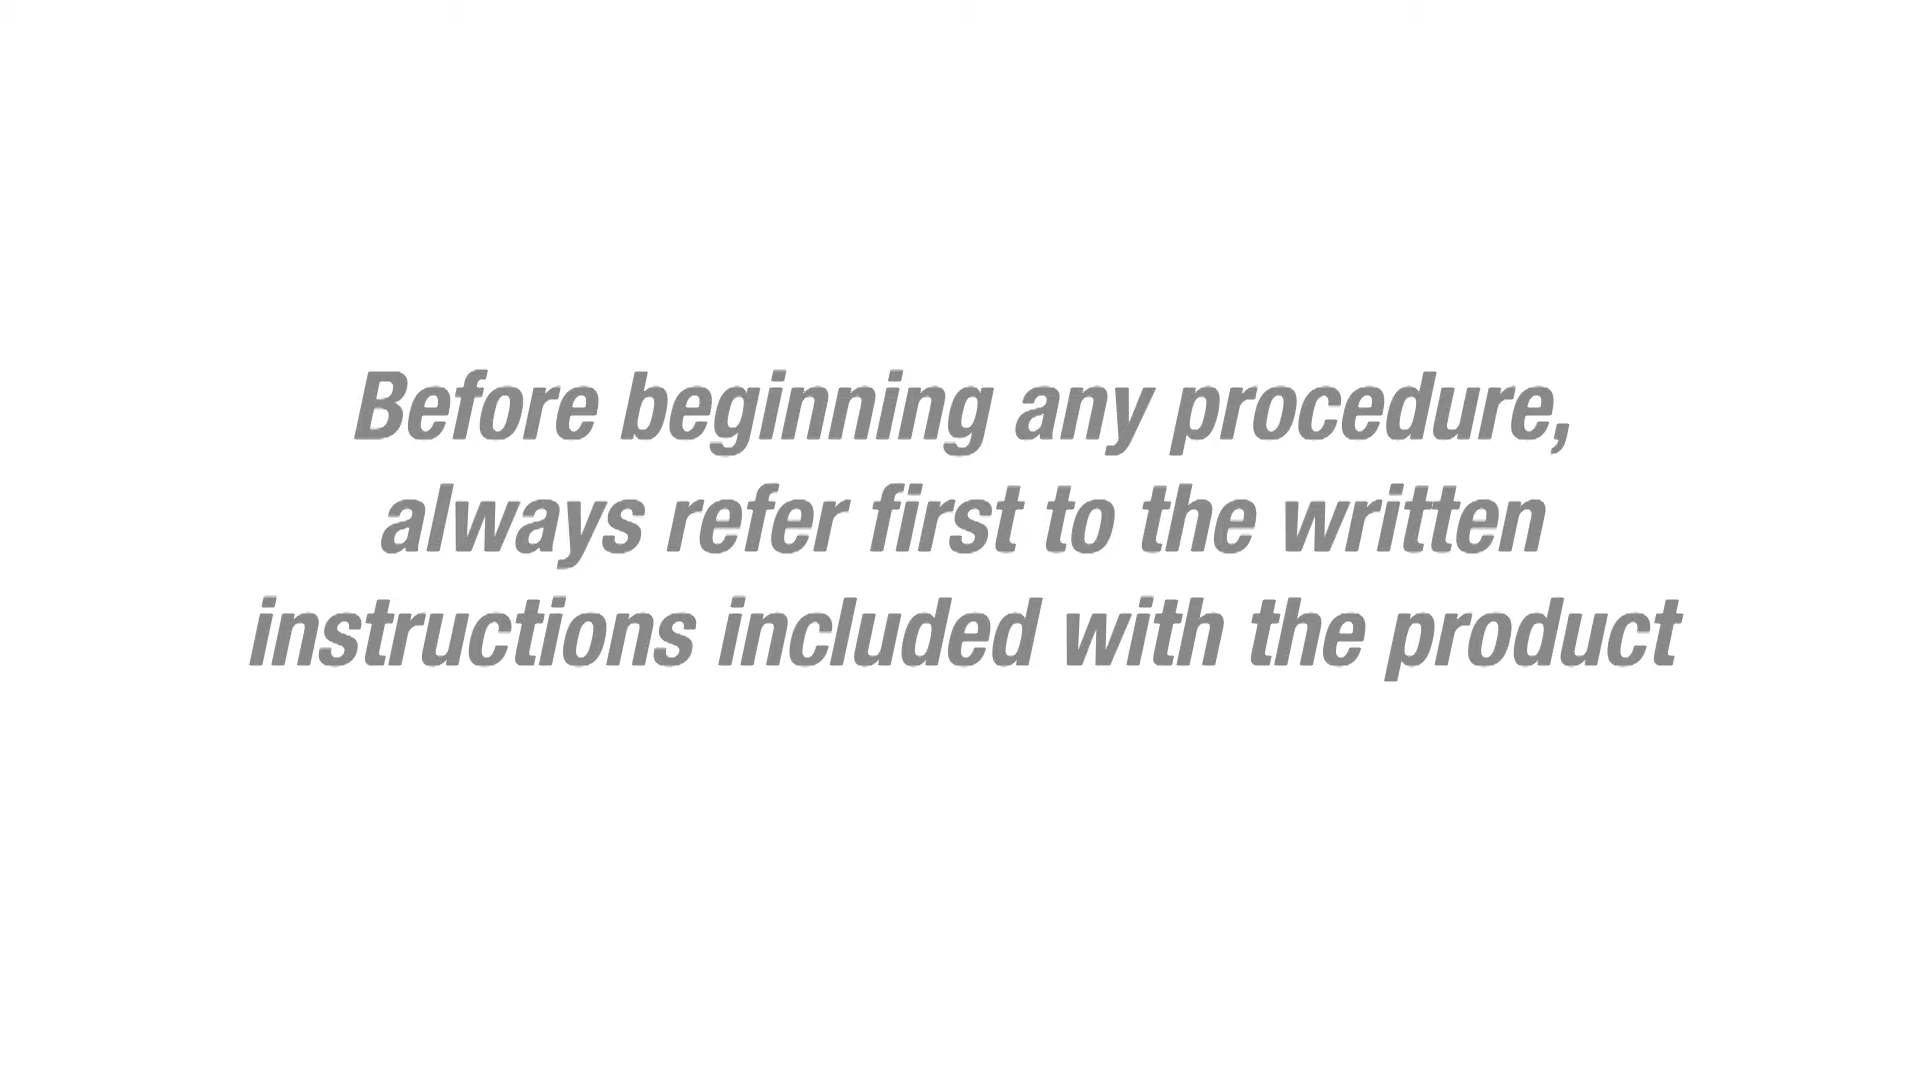 Before beginning any procedure,
always refer first to the written
instructions included with the product